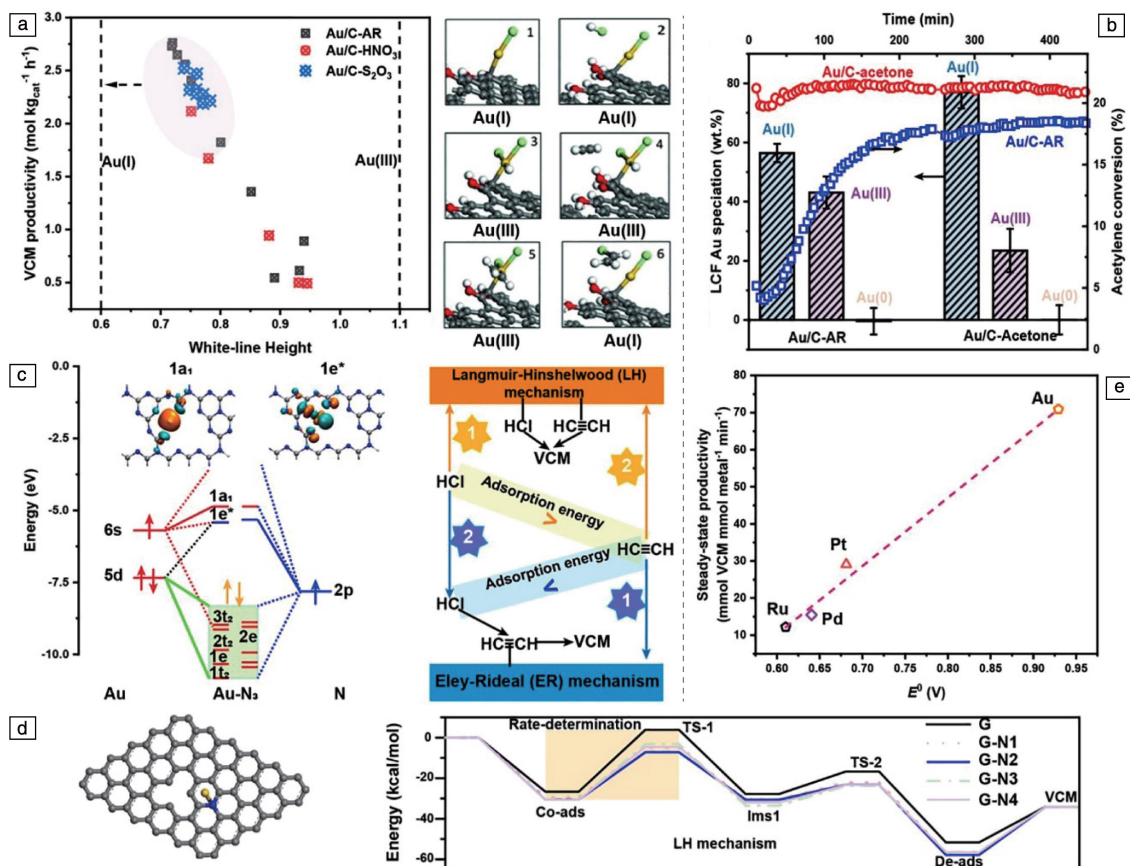 a
VCM productivity (mol kgcat⁻¹ h⁻¹)
3.0
2.5
2.0
1.5
1.0
0.5
Au/C-AR
Au/C-HNO₃
Au/C-S₂O₃
Au(I)
Au(III)
0.6
0.7
0.8
0.9
1.0
1.1
White-line Height
1
2
Au(I)
Au(I)
3
4
Au(III)
Au(III)
5
6
Au(III)
Au(I)
b
Time (min)
0
100
200
300
400
LCF Au speciation (wt.%)
80
60
40
20
0
Au/C-acetone
Au(I)
Au(I)
Au/C-AR
Au(III)
Au(III)
Au(0)
Au(0)
Au/C-AR
Au/C-Acetone
20
15
10
5
0
Acetylene conversion (%)
c
Energy (eV)
0.0
-2.5
-5.0
-7.5
-10.0
1a₁
1e*
1a₁
1e*
6s
5d
2p
3t₂
2e
2t₂
1e
1t₂
Au
Au-N₃
N
Langmuir-Hinshelwood (LH)
mechanism
HCl
HC≡CH
VCM
1
2
HCl
Adsorption energy
>
2
HC≡CH
Adsorption energy
<
HCl
1
HC≡CH
VCM
Eley-Rideal (ER) mechanism
e
Steady-state productivity
(mmol VCM mmol metal⁻¹ min⁻¹)
80
70
60
50
40
30
20
10
Au
Pt
Ru
Pd
0.60
0.65
0.70
0.75
0.80
0.85
0.90
0.95
E⁰ (V)
d
Energy (kcal/mol)
0
-20
-40
-60
Rate-determination
TS-1
G
G-N1
G-N2
G-N3
G-N4
TS-2
VCM
Co-ads
Ims1
De-ads
LH mechanism